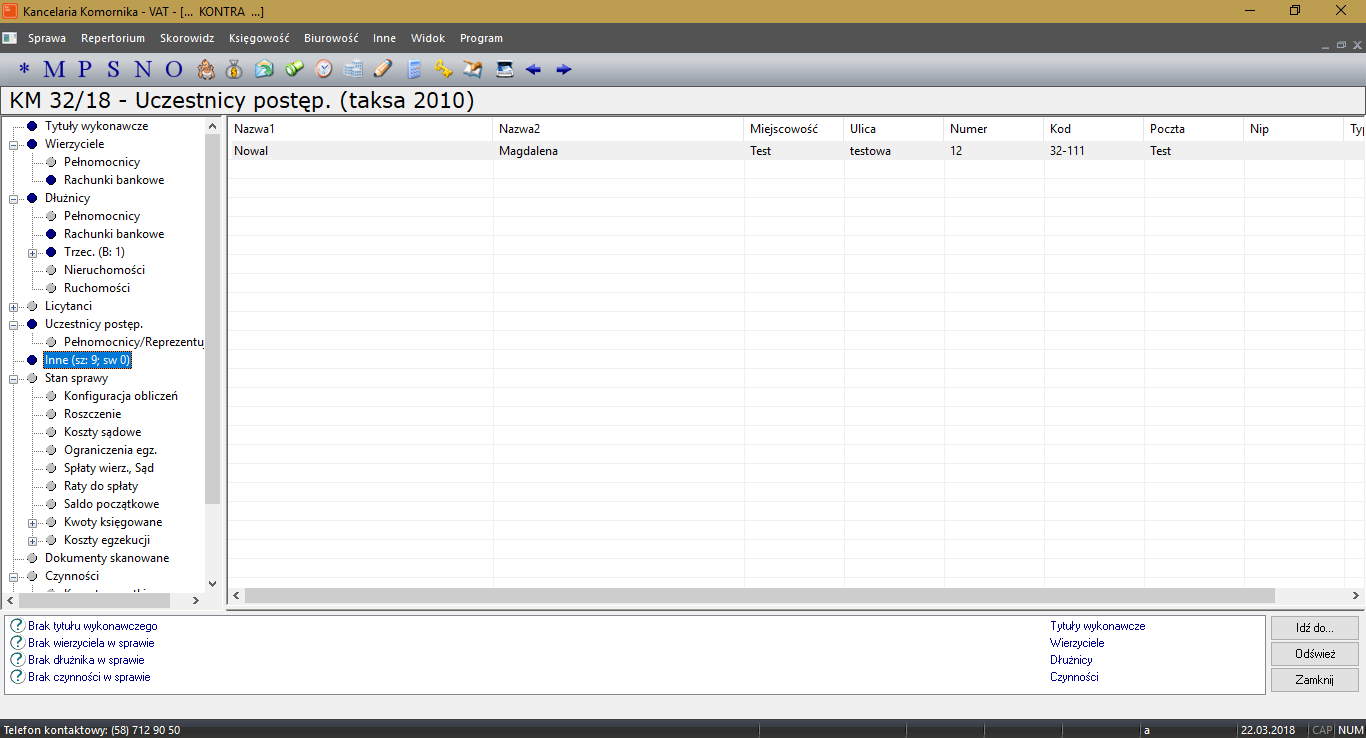 Kancelaria Komornika - VAT - [... KONTRA ...]
Sprawa Repertorium Skorowidz Księgowość Biurowość Inne Widok Program
* M P S N O
KM 32/18 - Uczestnicy postęp. (taksa 2010)
Tytuły wykonawcze
Wierzyciele
Pełnomocnicy
Rachunki bankowe
Dłużnicy
Pełnomocnicy
Rachunki bankowe
Trzec. (B: 1)
Nieruchomości
Ruchomości
Licytanci
Uczestnicy postęp.
Pełnomocnicy/Reprezentu
Inne (sz: 9; sw 0)
Stan sprawy
Konfiguracja obliczeń
Roszczenie
Koszty sądowe
Ograniczenia egz.
Spłaty wierz., Sąd
Raty do spłaty
Saldo początkowe
Kwoty księgowane
Koszty egzekucji
Dokumenty skanowane
Czynności
Nazwa1 Nazwa2 Miejscowość Ulica Numer Kod Poczta Nip Ty
Nowal Magdalena Test testowa 12 32-111 Test
Brak tytułu wykonawczego Tytuły wykonawcze
Brak wierzyciela w sprawie Wierzyciele
Brak dłużnika w sprawie Dłużnicy
Brak czynności w sprawie Czynności
Idź do...
Odśwież
Zamknij
Telefon kontaktowy: (58) 712 90 50 a 22.03.2018 CAP NUM